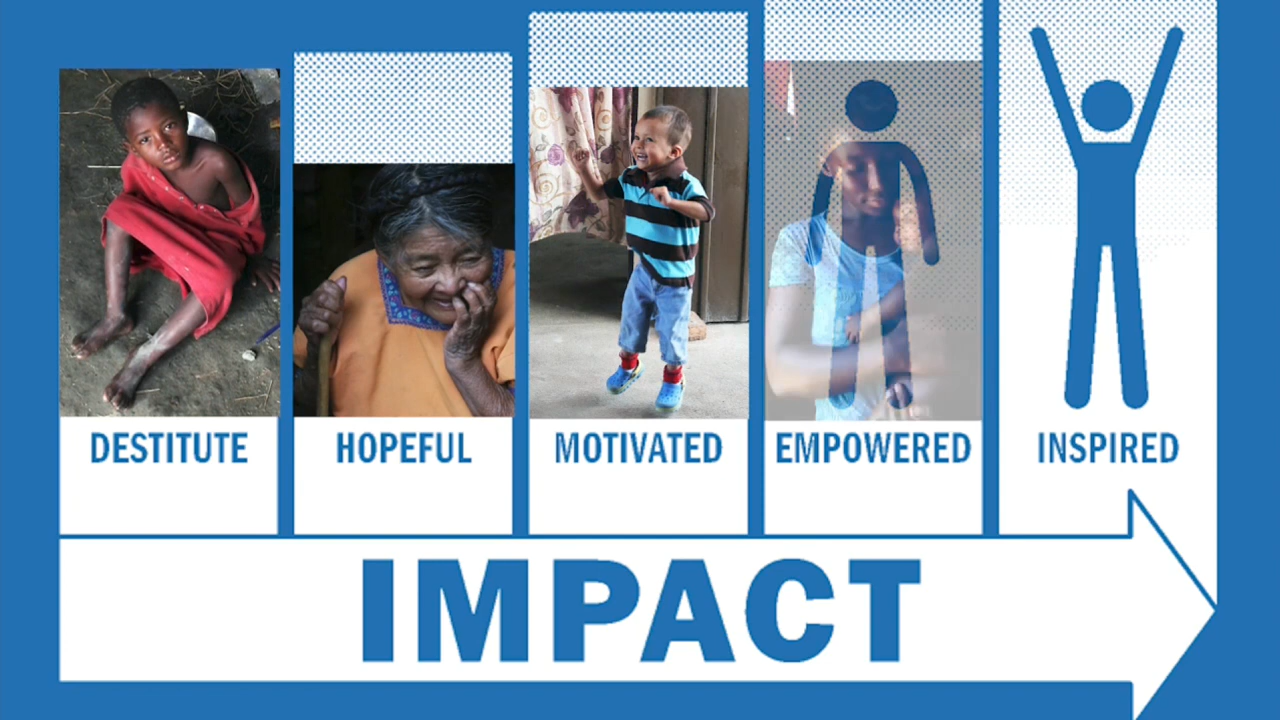 DESTITUTE
HOPEFUL
MOTIVATED
EMPOWERED
INSPIRED
IMPACT